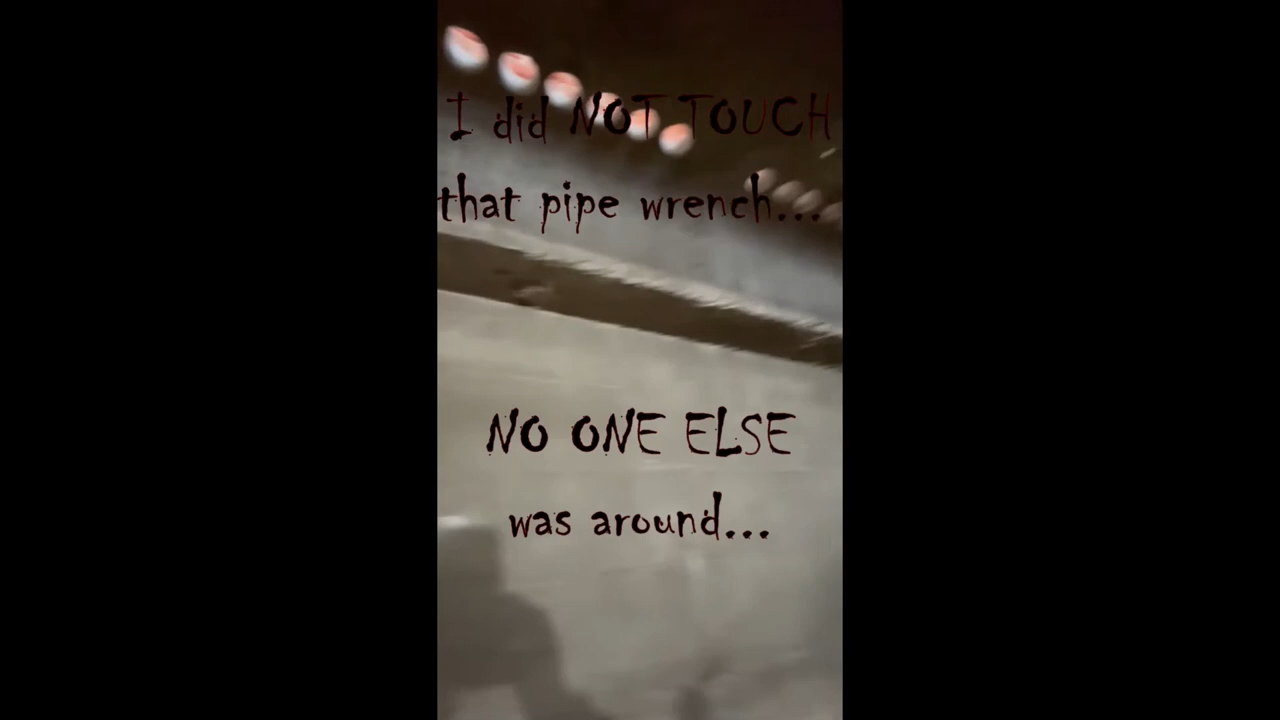 I did NOT TOUCH
that pipe wrench...
NO ONE ELSE
was around...